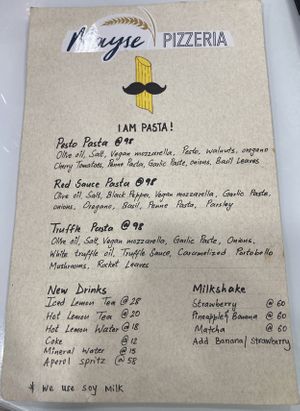 Mayse PIZZERIA
I AM PASTA!
Pesto Pasta @98
Olive oil, Salt, Vegan mozzarella, Pesto, walnuts, oregano
Cherry Tomatoes, Penne Pasta, Garlic Paste, onions, Basil Leaves
Red Sauce Pasta @98
Olive oil, Salt, Black Pepper, Vegan mozzarella, Garlic Paste,
onions, Oregano, Basil, Penne Pasta, Parsley
Truffle Pasta @98
Olive oil, Salt, Vegan mozzarella, Garlic Paste, Onions,
White truffle oil, Truffle Sauce, Caramelized Portobello
Mushrooms, Rocket Leaves
New Drinks
Iced Lemon Tea @ 28
Hot Lemon Tea @ 20
Hot Lemon Water @ 18
Coke @ 12
Mineral Water @ 15
Aperol spritz @ 58
Milkshake
Strawberry @ 60
Pineapple & Banana @ 60
Matcha @ 60
Add Banana/Strawberry
* We use soy milk